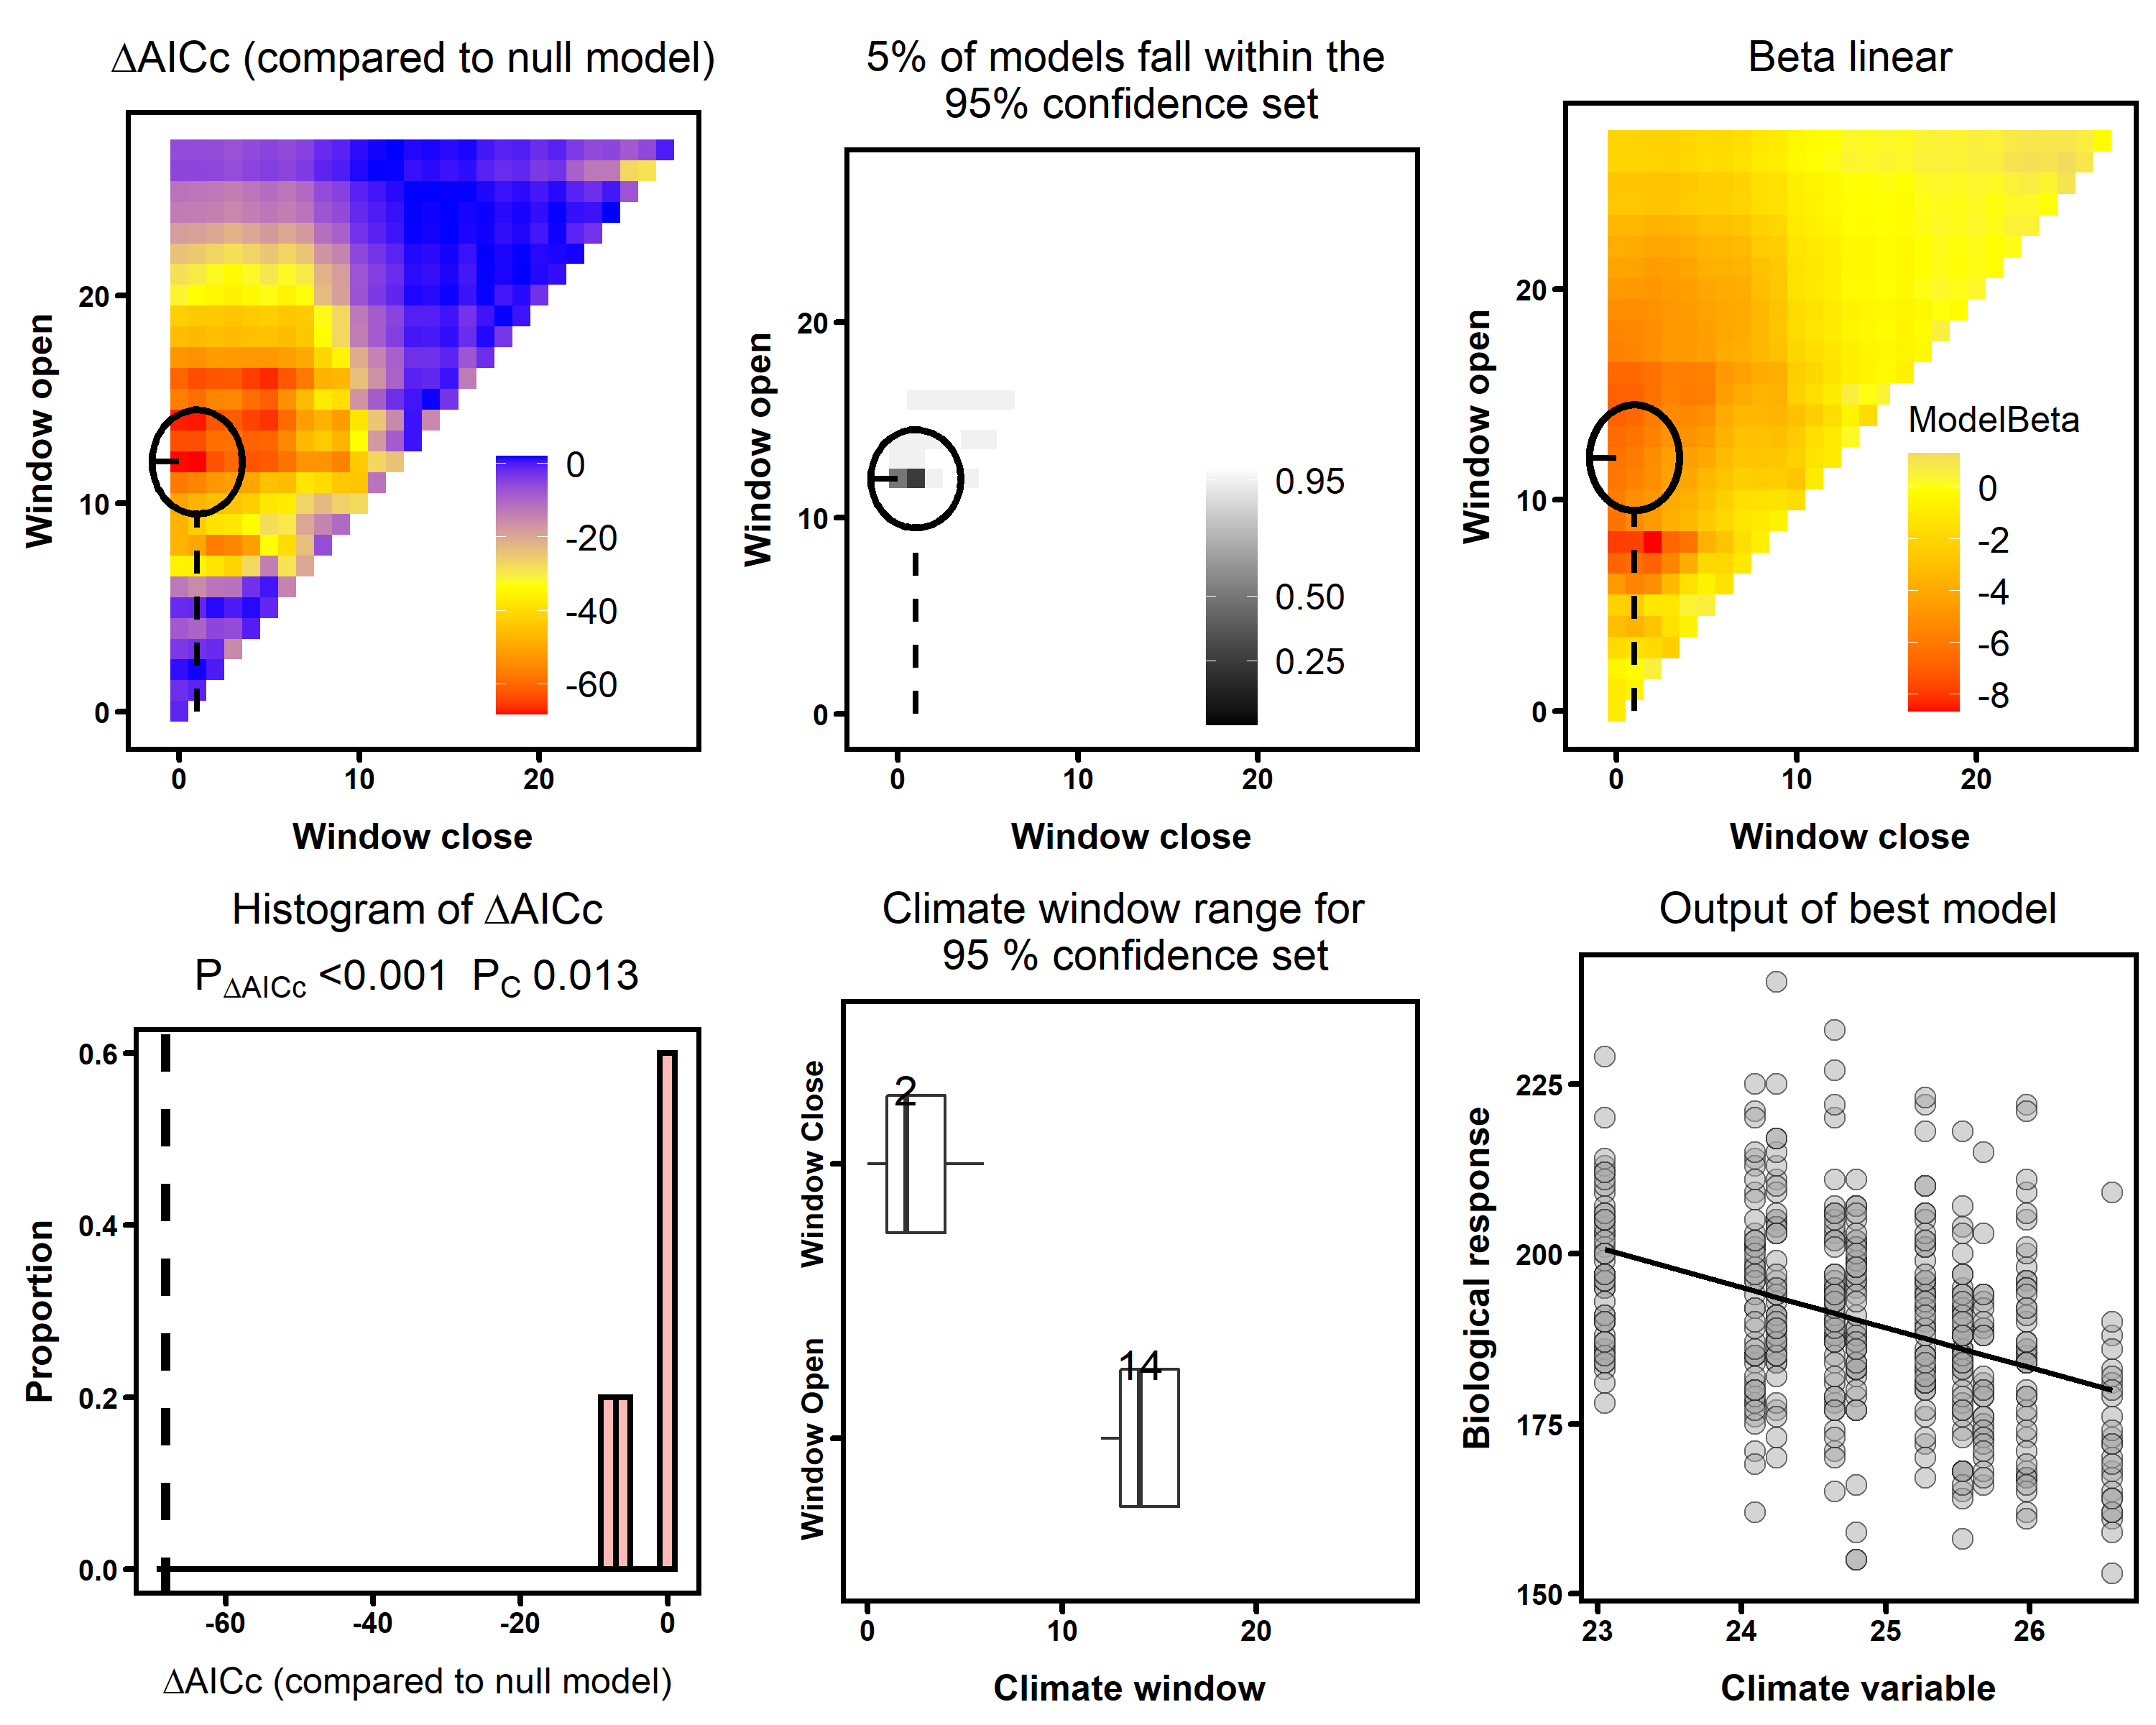 ΔAICc (compared to null model)
Window open
20
10
0
0
-20
-40
-60
0 10 20
Window close
5% of models fall within the
95% confidence set
Window open
20
10
0
0.95
0.50
0.25
0 10 20
Window close
Beta linear
Window open
20
10
0
ModelBeta
0
-2
-4
-6
-8
0 10 20
Window close
Histogram of ΔAICc
PΔAICc <0.001 PC 0.013
Proportion
0.6
0.4
0.2
0.0
-60 -40 -20 0
ΔAICc (compared to null model)
Climate window range for
95 % confidence set
Window Close
2
Window Open
14
0 10 20
Climate window
Output of best model
Biological response
225
200
175
150
23 24 25 26
Climate variable